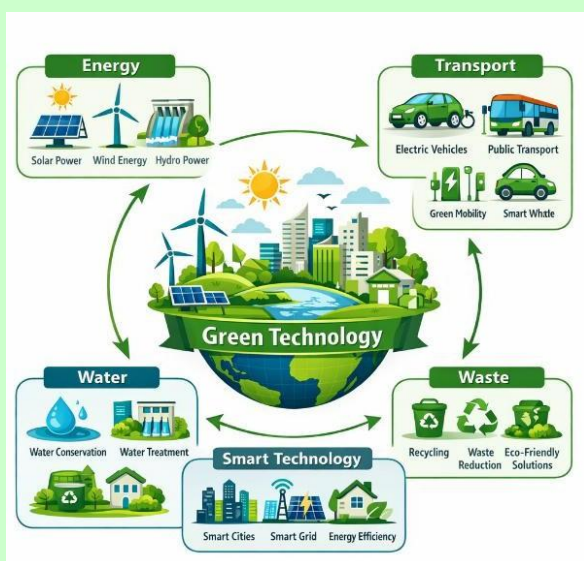 Energy
Solar Power Wind Energy Hydro Power
Transport
Electric Vehicles Public Transport
Green Mobility Smart Whxtle
Green Technology
Water
Water Conservation Water Treatment
Waste
Recycling Waste Reduction Eco-Friendly Solutions
Smart Technology
Smart Cities Smart Grid Energy Efficiency